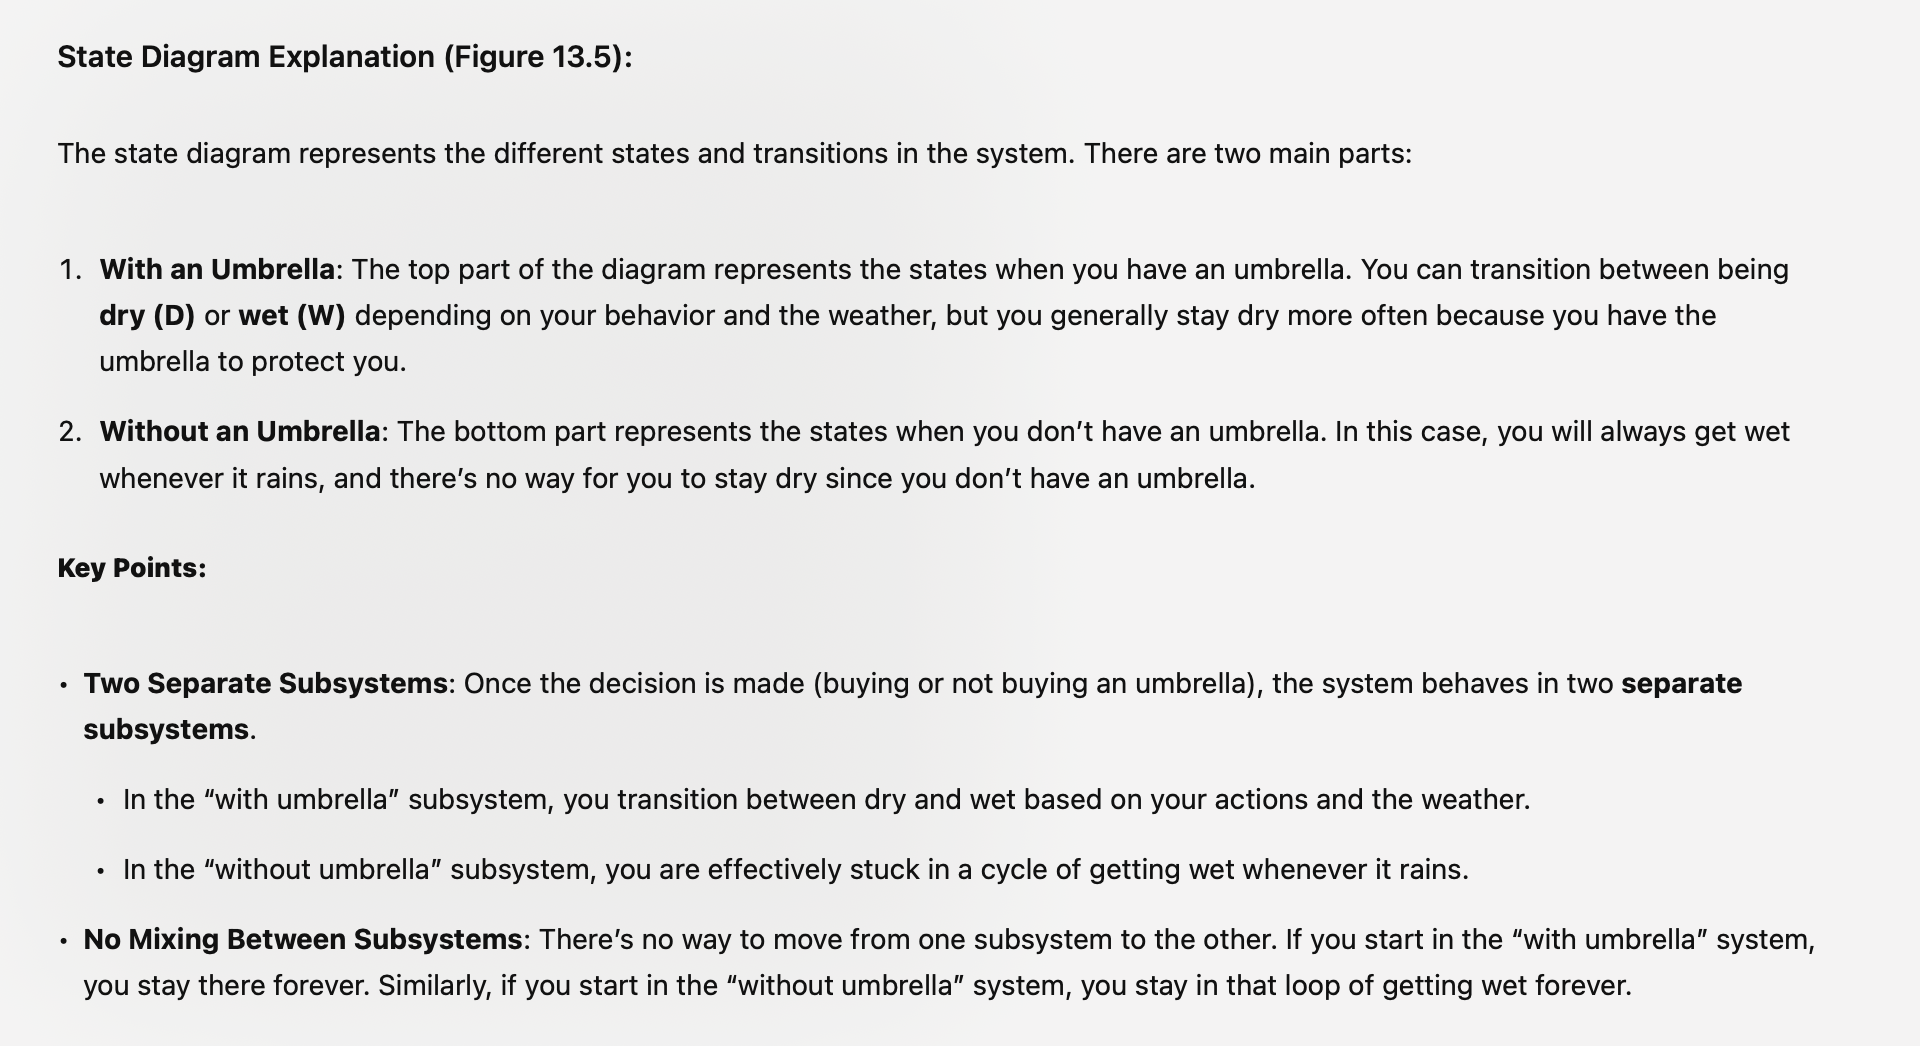 State Diagram Explanation (Figure 13.5):
The state diagram represents the different states and transitions in the system. There are two main parts:
1. With an Umbrella: The top part of the diagram represents the states when you have an umbrella. You can transition between being
dry (D) or wet (W) depending on your behavior and the weather, but you generally stay dry more often because you have the
umbrella to protect you.
2. Without an Umbrella: The bottom part represents the states when you don’t have an umbrella. In this case, you will always get wet
whenever it rains, and there’s no way for you to stay dry since you don’t have an umbrella.
Key Points:
• Two Separate Subsystems: Once the decision is made (buying or not buying an umbrella), the system behaves in two separate
subsystems.
• In the “with umbrella” subsystem, you transition between dry and wet based on your actions and the weather.
• In the “without umbrella” subsystem, you are effectively stuck in a cycle of getting wet whenever it rains.
• No Mixing Between Subsystems: There’s no way to move from one subsystem to the other. If you start in the “with umbrella” system,
you stay there forever. Similarly, if you start in the “without umbrella” system, you stay in that loop of getting wet forever.